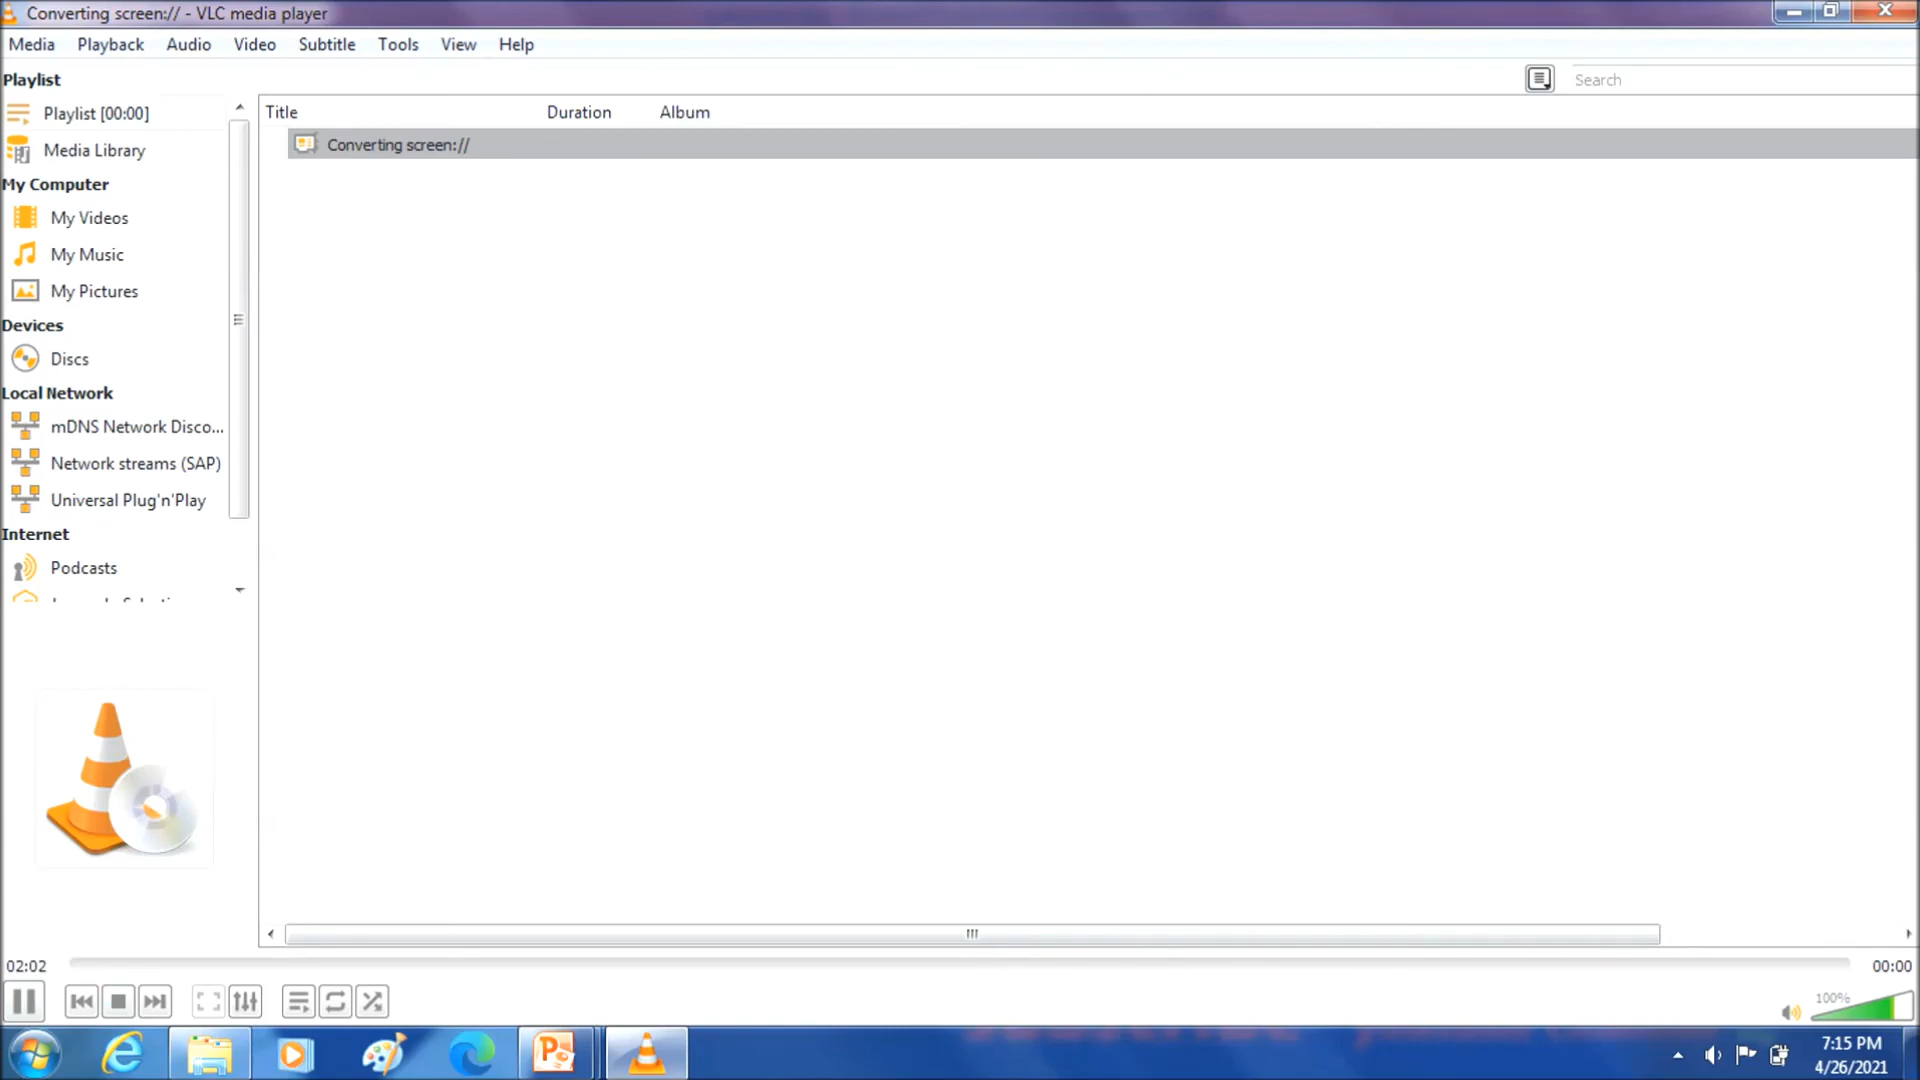 Converting screen:// - VLC media player
Media Playback Audio Video Subtitle Tools View Help
Playlist
Search
Playlist [00:00]
Media Library
My Computer
My Videos
My Music
My Pictures
Devices
Discs
Local Network
mDNS Network Disco...
Network streams (SAP)
Universal Plug'n'Play
Internet
Podcasts
Title Duration Album
Converting screen://
02:02
00:00
100%
7:15 PM
4/26/2021